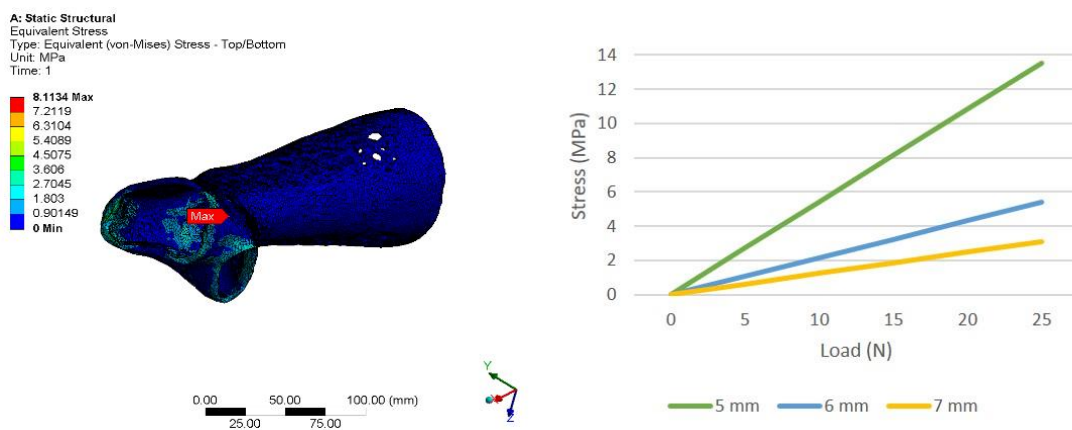 A: Static Structural
Equivalent Stress
Type: Equivalent (von-Mises) Stress - Top/Bottom
Unit: MPa
Time: 1
8.1134 Max
7.2119
6.3104
5.4089
4.5075
3.606
2.7045
1.803
0.90149
0 Min
Max
0.00 50.00 100.00 (mm)
25.00 75.00
Y
Z
14
12
10
8
6
4
2
0
Stress (MPa)
0 5 10 15 20 25
Load (N)
5 mm 6 mm 7 mm